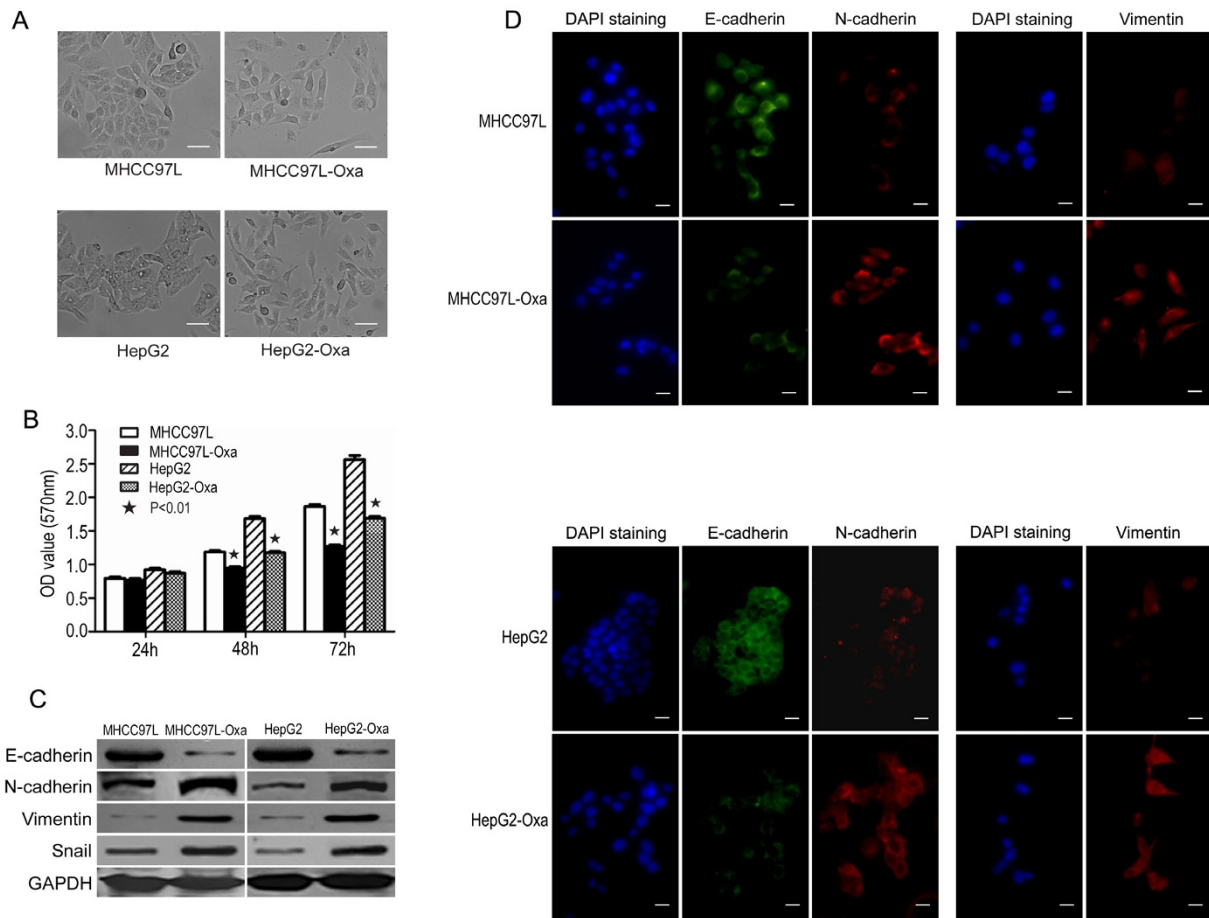 A
MHCC97L
MHCC97L-Oxa
HepG2
HepG2-Oxa
B
OD value (570nm)
3.0
2.5
2.0
1.5
1.0
0.5
0.0
MHCC97L
MHCC97L-Oxa
HepG2
HepG2-Oxa
★ P<0.01
★
★
★
★
24h
48h
72h
C
MHCC97L MHCC97L-Oxa HepG2 HepG2-Oxa
E-cadherin
N-cadherin
Vimentin
Snail
GAPDH
D
DAPI staining E-cadherin N-cadherin DAPI staining Vimentin
MHCC97L
MHCC97L-Oxa
DAPI staining E-cadherin N-cadherin DAPI staining Vimentin
HepG2
HepG2-Oxa